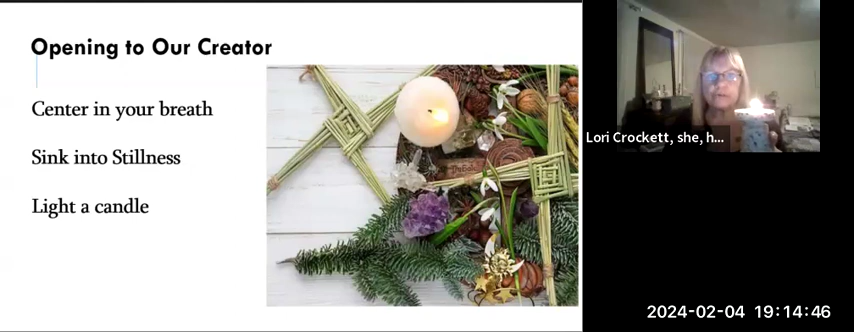 Opening to Our Creator
Center in your breath
Sink into Stillness
Light a candle
Lori Crockett, she, h...
2024-02-04 19:14:46